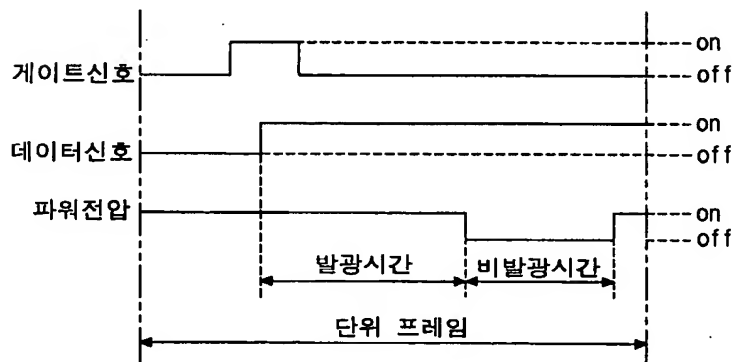 on
게이트신호 off
on
데이터신호 off
파워전압 on
off
발광시간 비발광시간
단위 프레임